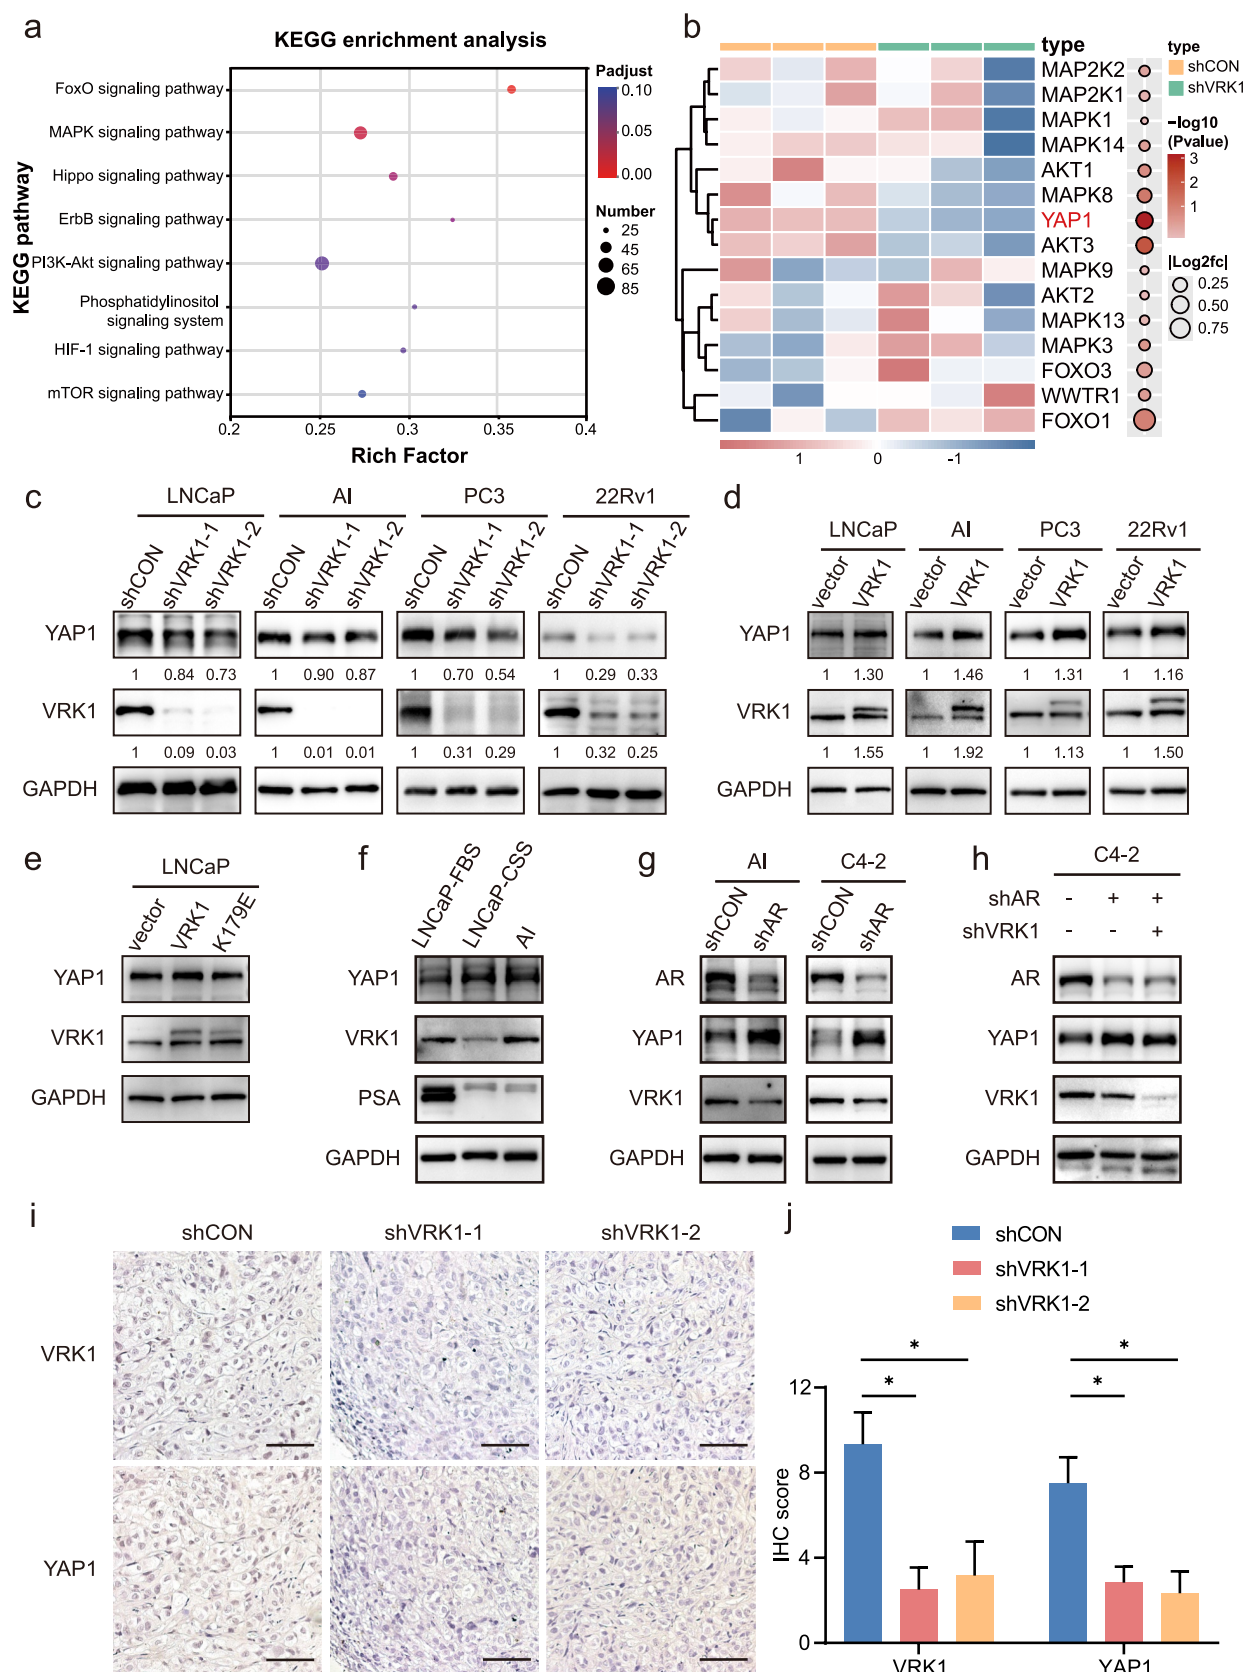 a
KEGG enrichment analysis
KEGG pathway
FoxO signaling pathway
MAPK signaling pathway
Hippo signaling pathway
ErbB signaling pathway
PI3K-Akt signaling pathway
Phosphatidylinositol
signaling system
HIF-1 signaling pathway
mTOR signaling pathway
0.2 0.25 0.3 0.35 0.4
Rich Factor
Padjust
0.10
0.05
0.00
Number
25
45
65
85
b
type
MAP2K2
MAP2K1
MAPK1
MAPK14
AKT1
MAPK8
YAP1
AKT3
MAPK9
AKT2
MAPK13
MAPK3
FOXO3
WWTR1
FOXO1
1 0 -1
type
shCON
shVRK1
−log10
(Pvalue)
3
2
1
|Log2fc|
0.25
0.50
0.75
c
LNCaP AI PC3 22Rv1
shCON shVRK1-1 shVRK1-2 shCON shVRK1-1 shVRK1-2 shCON shVRK1-1 shVRK1-2 shCON shVRK1-1 shVRK1-2
YAP1
1 0.84 0.73 1 0.90 0.87 1 0.70 0.54 1 0.29 0.33
VRK1
1 0.09 0.03 1 0.01 0.01 1 0.31 0.29 1 0.32 0.25
GAPDH
d
LNCaP AI PC3 22Rv1
vector VRK1 vector VRK1 vector VRK1 vector VRK1
YAP1
1 1.30 1 1.46 1 1.31 1 1.16
VRK1
1 1.55 1 1.92 1 1.13 1 1.50
GAPDH
e
LNCaP
vector VRK1 K179E
YAP1
VRK1
GAPDH
f
LNCaP-FBS LNCaP-CSS AI
YAP1
VRK1
PSA
GAPDH
g
AI C4-2
shCON shAR shCON shAR
AR
YAP1
VRK1
GAPDH
h
C4-2
shAR - + +
shVRK1 - - +
AR
YAP1
VRK1
GAPDH
i
shCON shVRK1-1 shVRK1-2
VRK1
YAP1
j
shCON
shVRK1-1
shVRK1-2
IHC score
12
8
4
0
* * * *
VRK1 YAP1